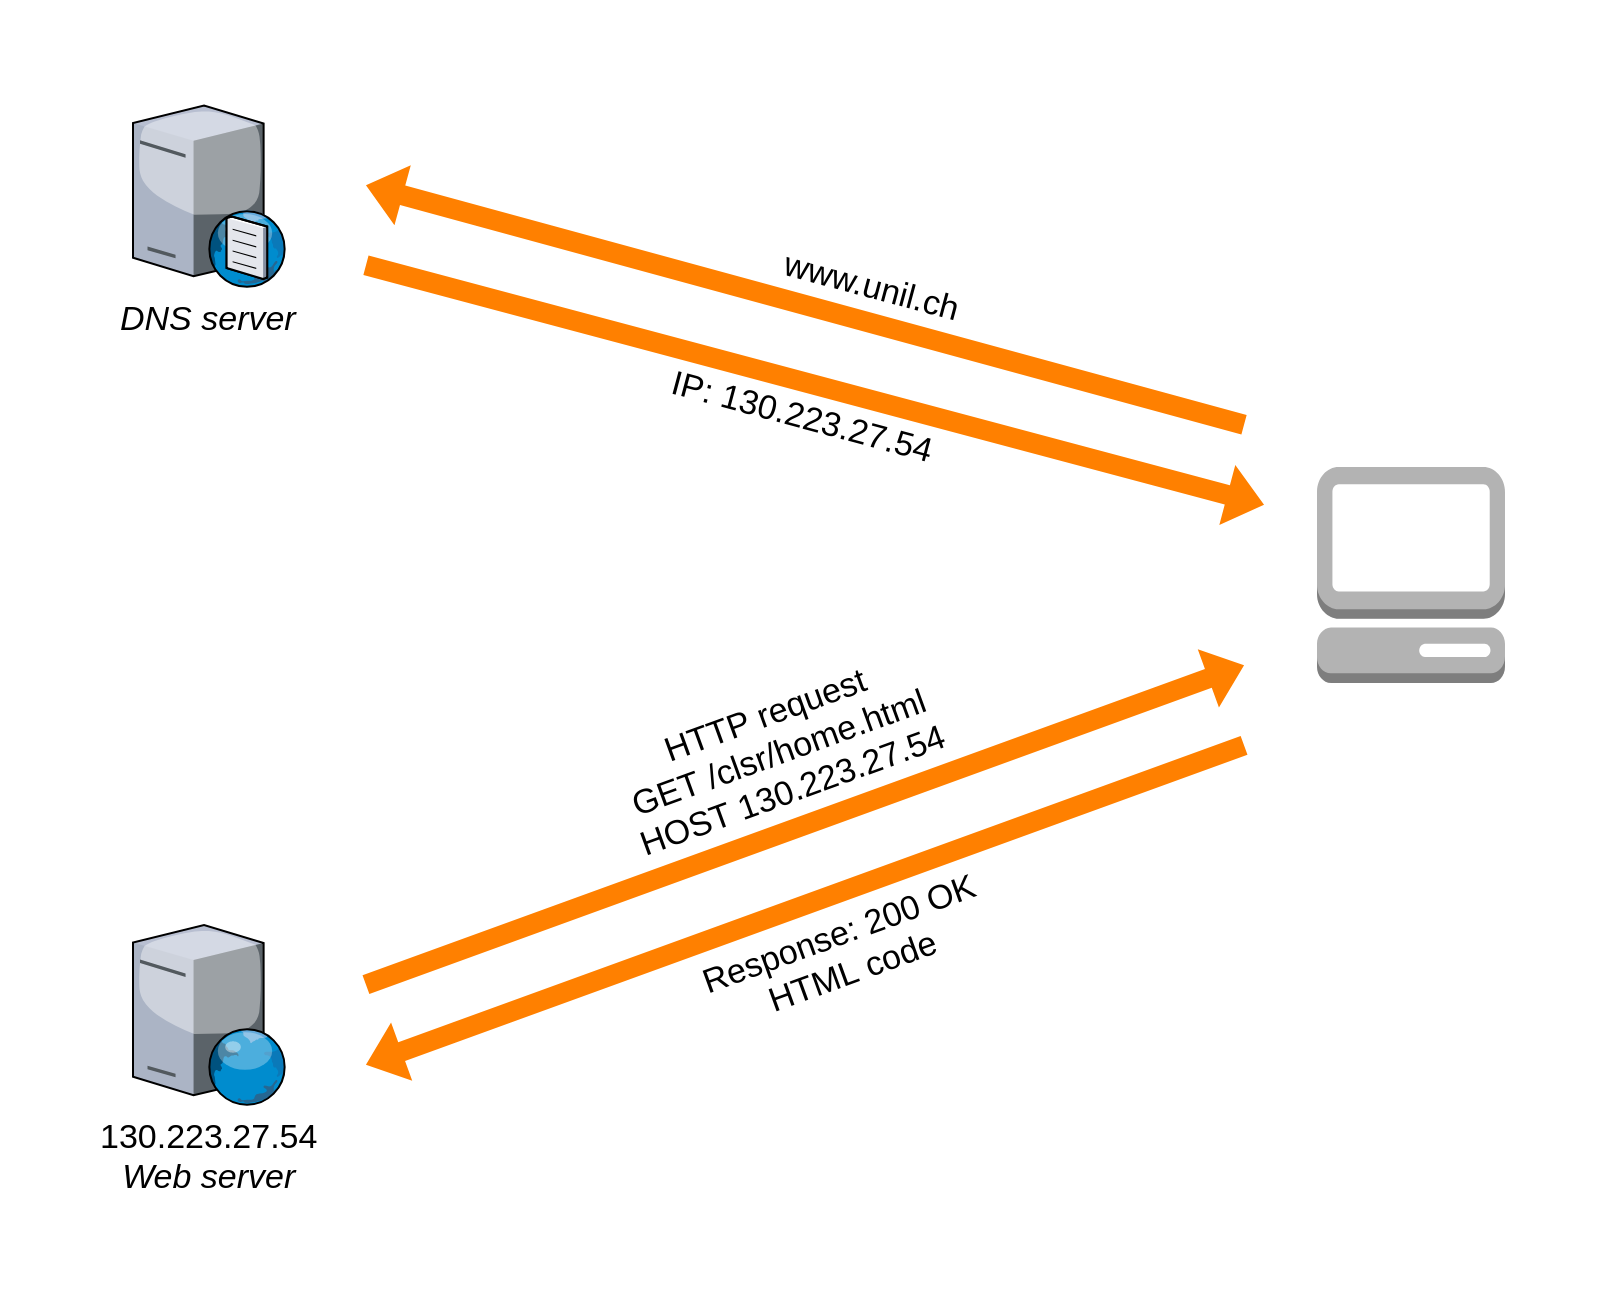 www.unil.ch
DNS server
IP: 130.223.27.54
HTTP request
GET /clsr/home.html
HOST 130.223.27.54
Response: 200 OK
HTML code
130.223.27.54
Web server